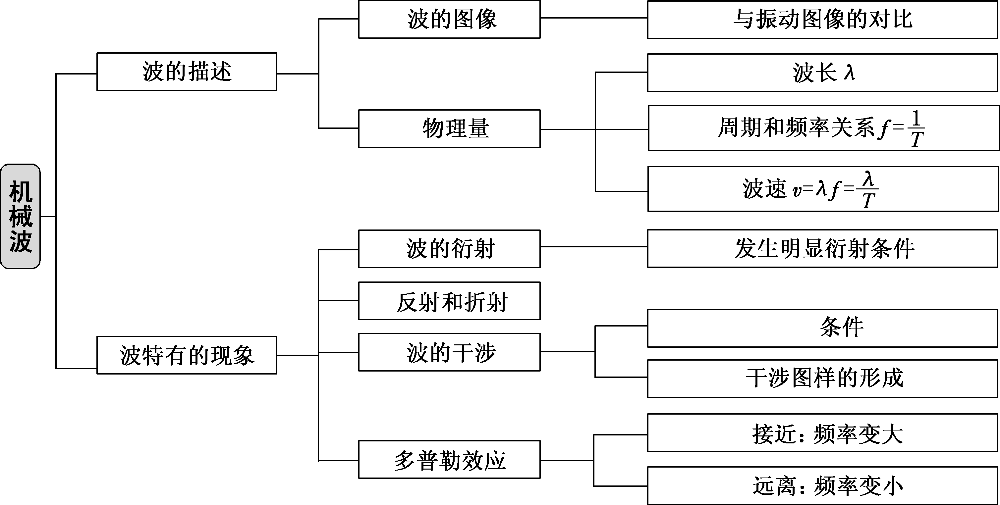 机械波
波的描述
波的图像
与振动图像的对比
物理量
波长 λ
周期和频率关系 f=1/T
波速 v=λf=λ/T
波特有的现象
波的衍射
发生明显衍射条件
反射和折射
波的干涉
条件
干涉图样的形成
多普勒效应
接近：频率变大
远离：频率变小